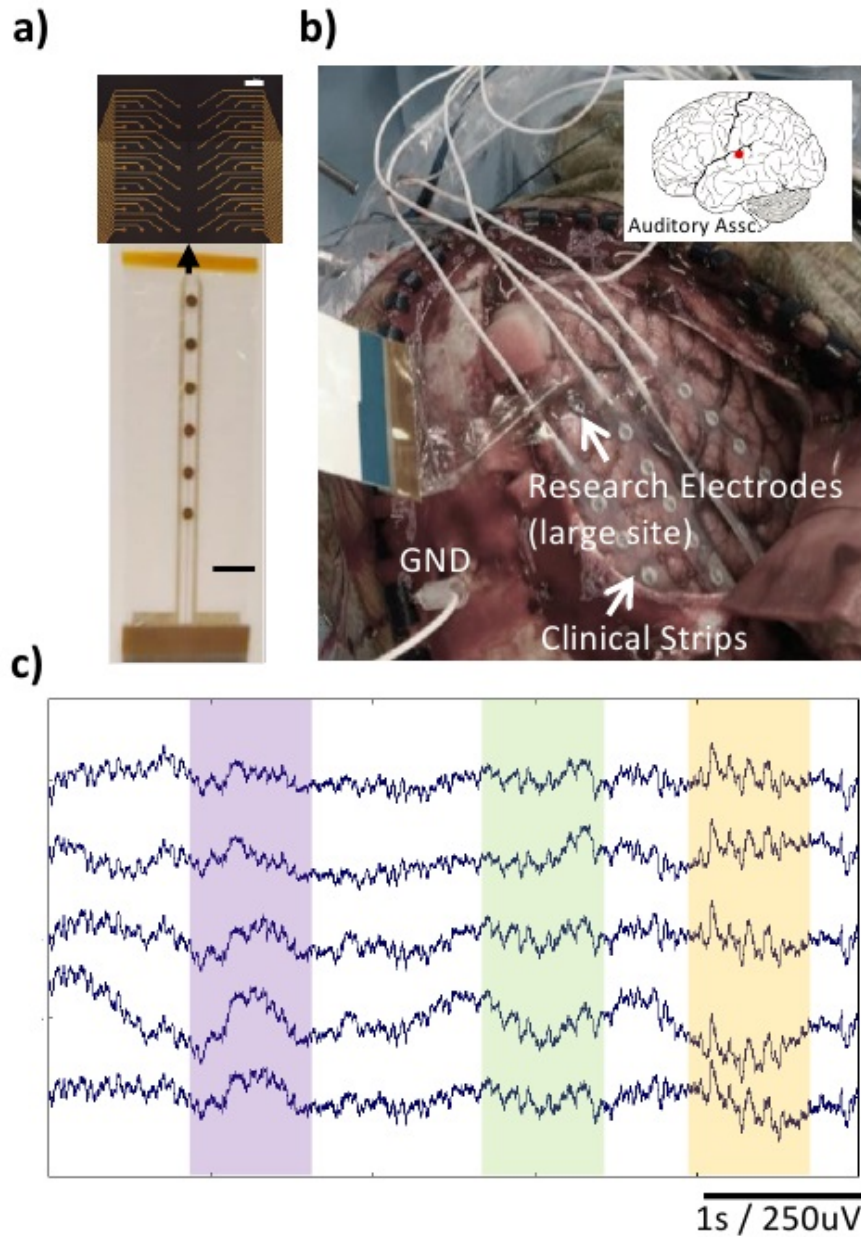 a)
b)
Auditory Assc.
Research Electrodes
(large site)
GND
Clinical Strips
c)
1s / 250uV